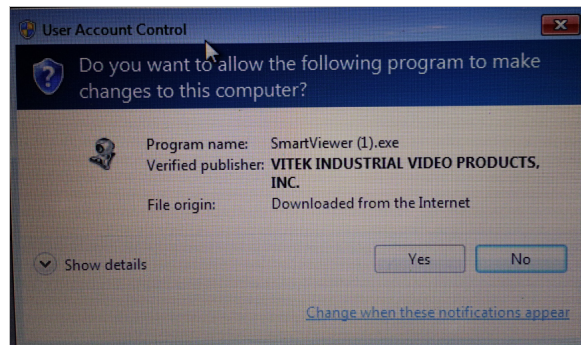 User Account Control
Do you want to allow the following program to make
changes to this computer?
Program name: SmartViewer (1).exe
Verified publisher: VITEK INDUSTRIAL VIDEO PRODUCTS,
INC.
File origin: Downloaded from the Internet
Show details
Yes
No
Change when these notifications appear